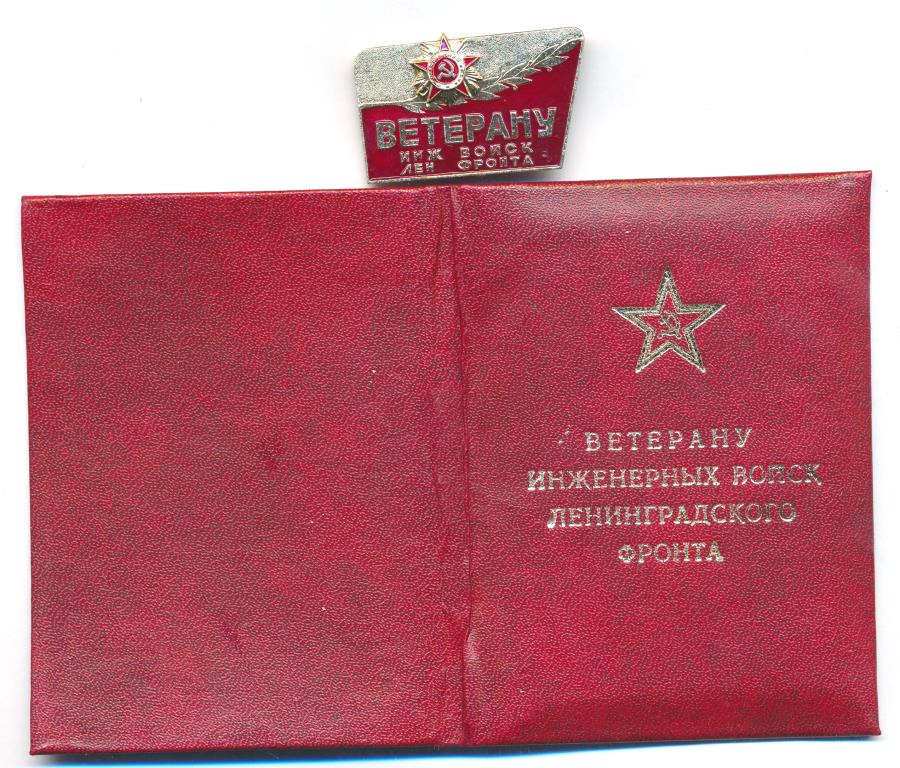 ВЕТЕРАНУ
ИНЖ ВОЙСК
ЛЕН ФРОНТА
ВЕТЕРАНУ
ИНЖЕНЕРНЫХ ВОЙСК
ЛЕНИНГРАДСКОГО
ФРОНТА